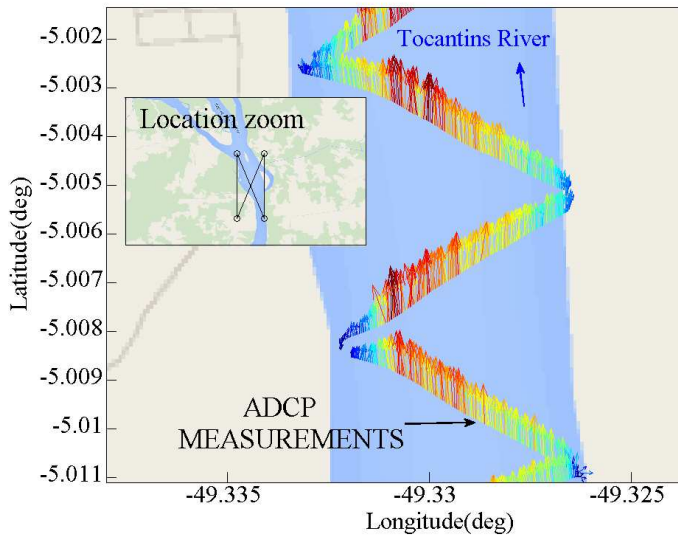 -5.002
-5.003
-5.004
-5.005
-5.006
-5.007
-5.008
-5.009
-5.01
-5.011
Latitude(deg)
Tocantins River
Location zoom
ADCP
MEASUREMENTS
-49.335
-49.33
-49.325
Longitude(deg)